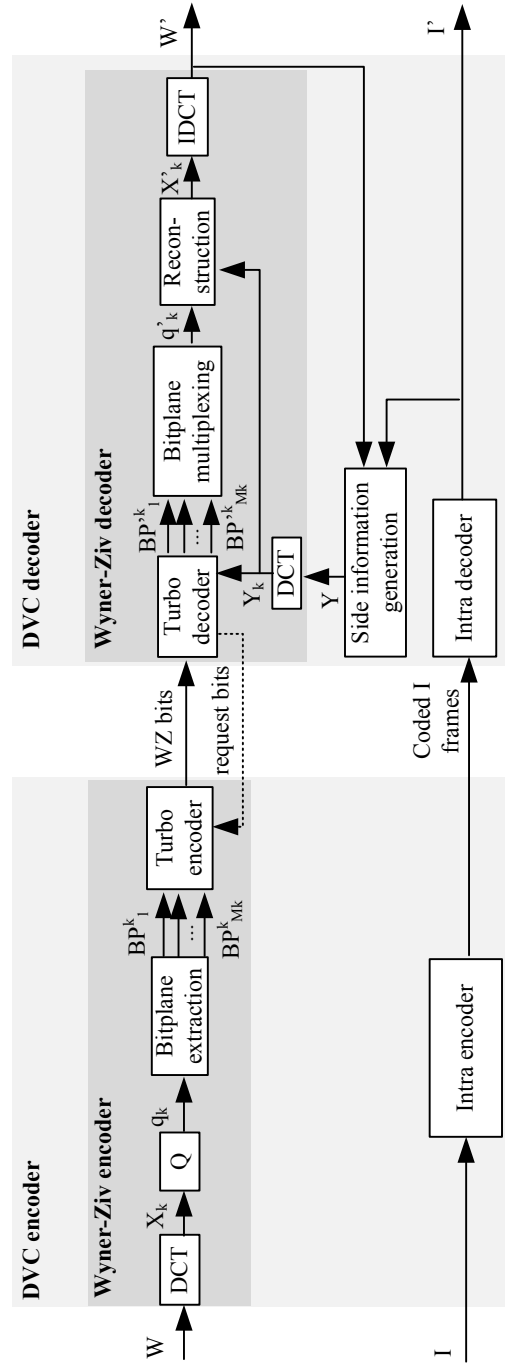 DVC encoder
Wyner-Ziv encoder
W
DCT
X_k
Q
q_k
Bitplane
extraction
BP^k_1
...
BP^k_Mk
Turbo
encoder
WZ bits
request bits
I
Intra encoder
Coded I
frames
DVC decoder
Wyner-Ziv decoder
Turbo
decoder
BP'^k_1
...
BP'^k_Mk
Bitplane
multiplexing
q'_k
Recon-
struction
X'_k
IDCT
W'
Y_k
DCT
Y
Side information
generation
Intra decoder
I'